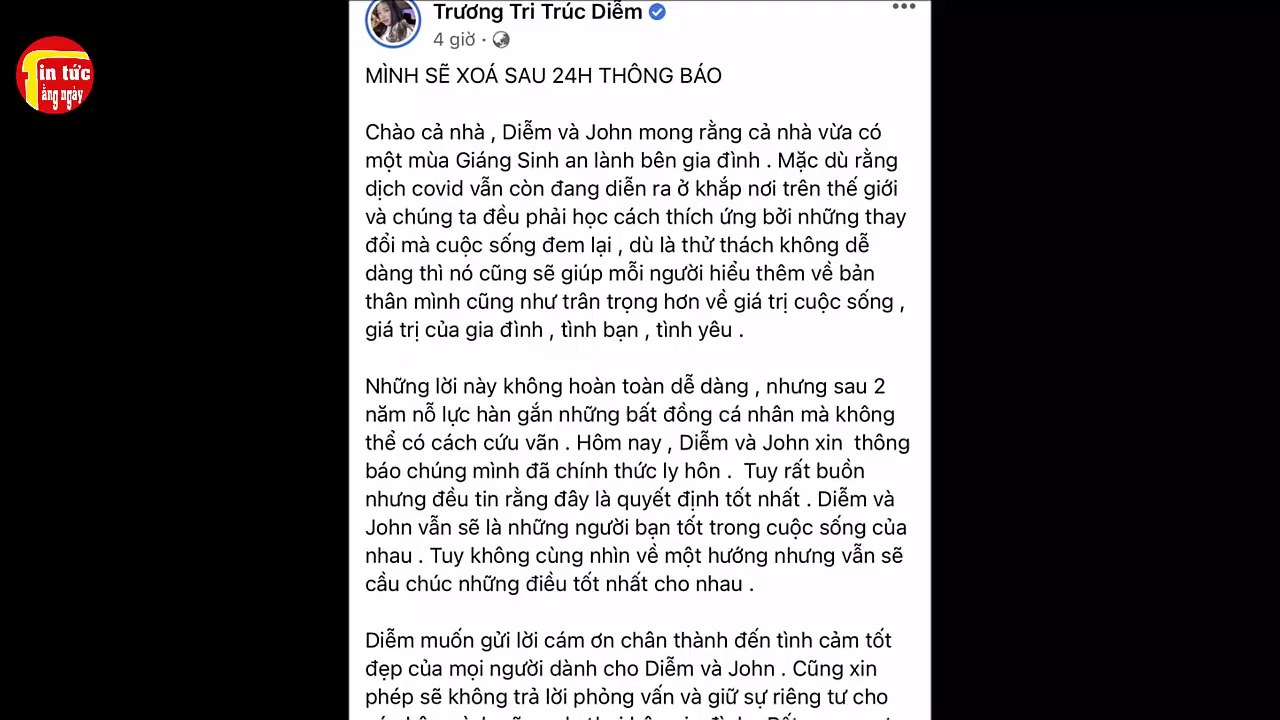 Tin tức
ằng ngày
Trương Tri Trúc Diễm
4 giờ ·
MÌNH SẼ XOÁ SAU 24H THÔNG BÁO
Chào cả nhà , Diễm và John mong rằng cả nhà vừa có
một mùa Giáng Sinh an lành bên gia đình . Mặc dù rằng
dịch covid vẫn còn đang diễn ra ở khắp nơi trên thế giới
và chúng ta đều phải học cách thích ứng bởi những thay
đổi mà cuộc sống đem lại , dù là thử thách không dễ
dàng thì nó cũng sẽ giúp mỗi người hiểu thêm về bản
thân mình cũng như trân trọng hơn về giá trị cuộc sống ,
giá trị của gia đình , tình bạn , tình yêu .
Những lời này không hoàn toàn dễ dàng , nhưng sau 2
năm nỗ lực hàn gắn những bất đồng cá nhân mà không
thể có cách cứu vãn . Hôm nay , Diễm và John xin thông
báo chúng mình đã chính thức ly hôn . Tuy rất buồn
nhưng đều tin rằng đây là quyết định tốt nhất . Diễm và
John vẫn sẽ là những người bạn tốt trong cuộc sống của
nhau . Tuy không cùng nhìn về một hướng nhưng vẫn sẽ
cầu chúc những điều tốt nhất cho nhau .
Diễm muốn gửi lời cám ơn chân thành đến tình cảm tốt
đẹp của mọi người dành cho Diễm và John . Cũng xin
phép sẽ không trả lời phỏng vấn và giữ sự riêng tư cho